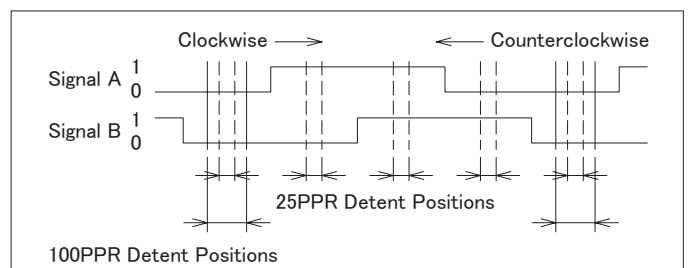 Clockwise
Counterclockwise
Signal A 1
0
Signal B 1
0
25PPR Detent Positions
100PPR Detent Positions